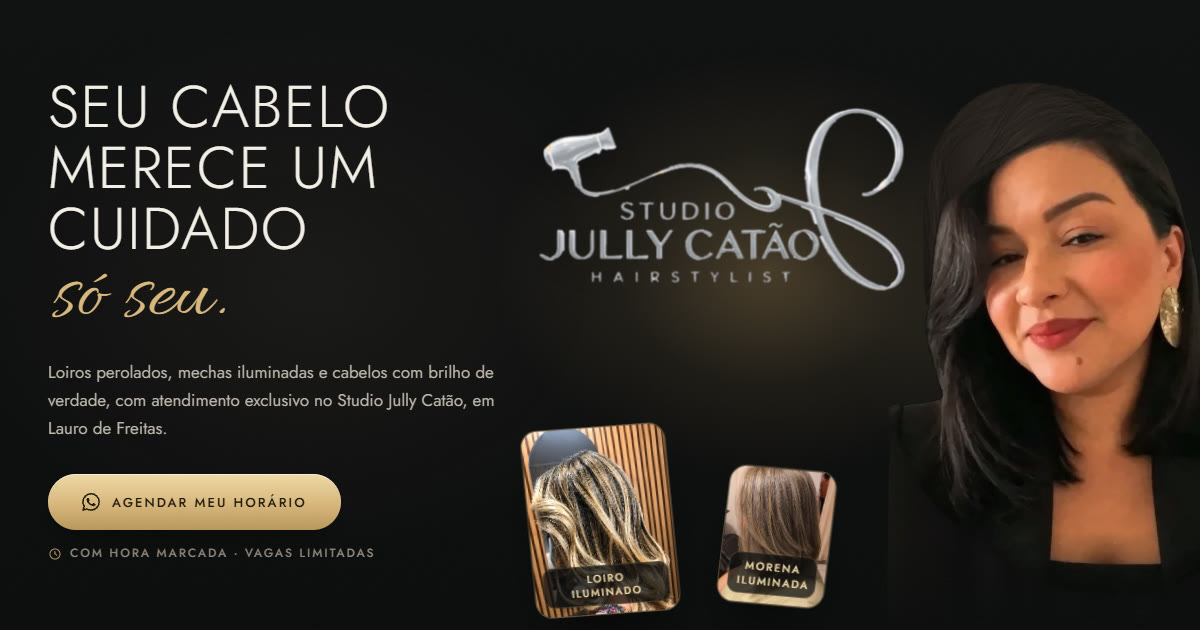 SEU CABELO
MERECE UM
CUIDADO
só seu.
Loiros perolados, mechas iluminadas e cabelos com brilho de
verdade, com atendimento exclusivo no Studio Jully Catão, em
Lauro de Freitas.
AGENDAR MEU HORÁRIO
COM HORA MARCADA · VAGAS LIMITADAS
STUDIO
JULLY CATÃO
HAIRSTYLIST
LOIRO
ILUMINADO
MORENA
ILUMINADA